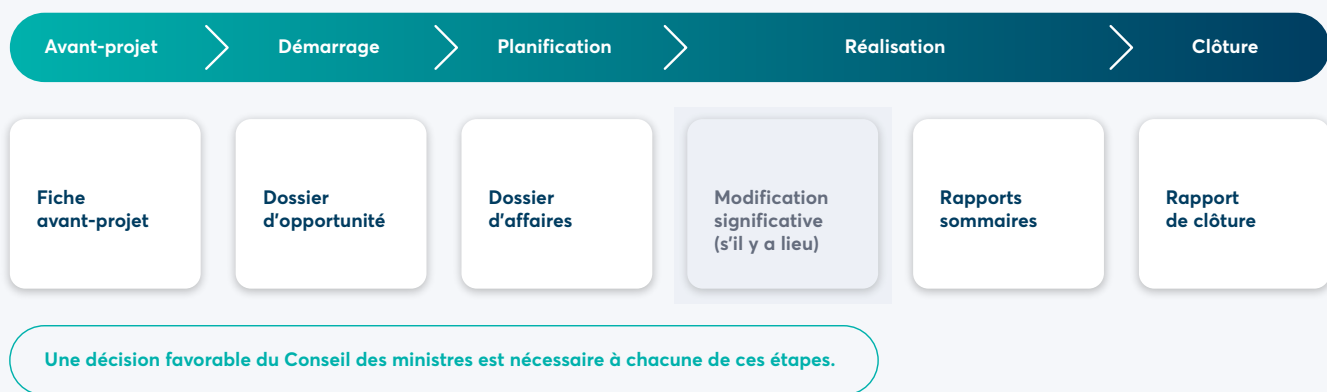 Avant-projet
Démarrage
Planification
Réalisation
Clôture
Fiche
avant-projet
Dossier
d'opportunité
Dossier
d'affaires
Modification
significative
(s'il y a lieu)
Rapports
sommaires
Rapport
de clôture
Une décision favorable du Conseil des ministres est nécessaire à chacune de ces étapes.